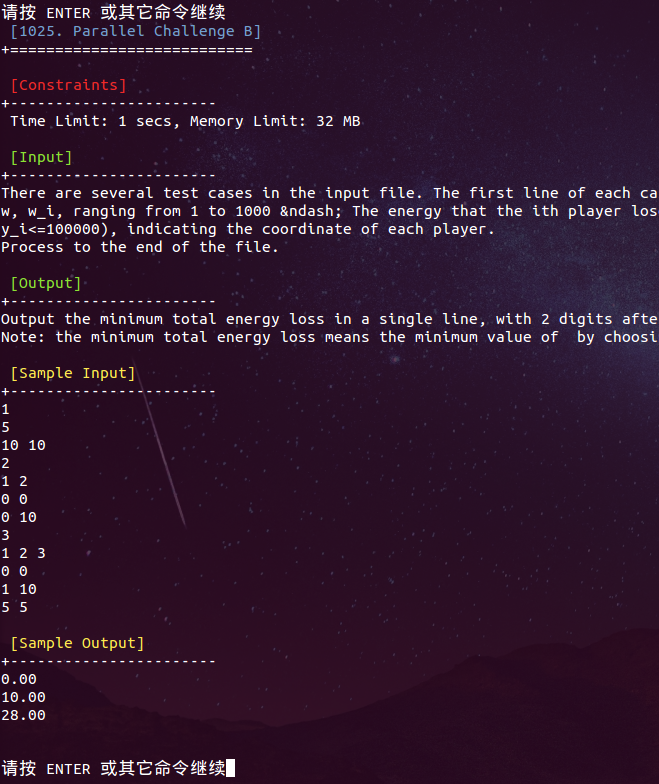 请按 ENTER 或其它命令继续
[1025. Parallel Challenge B]
+===========================
[Constraints]
+-----------------------
Time Limit: 1 secs, Memory Limit: 32 MB
[Input]
+-----------------------
There are several test cases in the input file. The first line of each ca
w, w_i, ranging from 1 to 1000 &ndash; The energy that the ith player los
y_i<=100000), indicating the coordinate of each player.
Process to the end of the file.
[Output]
+-----------------------
Output the minimum total energy loss in a single line, with 2 digits afte
Note: the minimum total energy loss means the minimum value of  by choosi
[Sample Input]
+-----------------------
1
5
10 10
2
1 2
0 0
0 10
3
1 2 3
0 0
1 10
5 5
[Sample Output]
+-----------------------
0.00
10.00
28.00
请按 ENTER 或其它命令继续